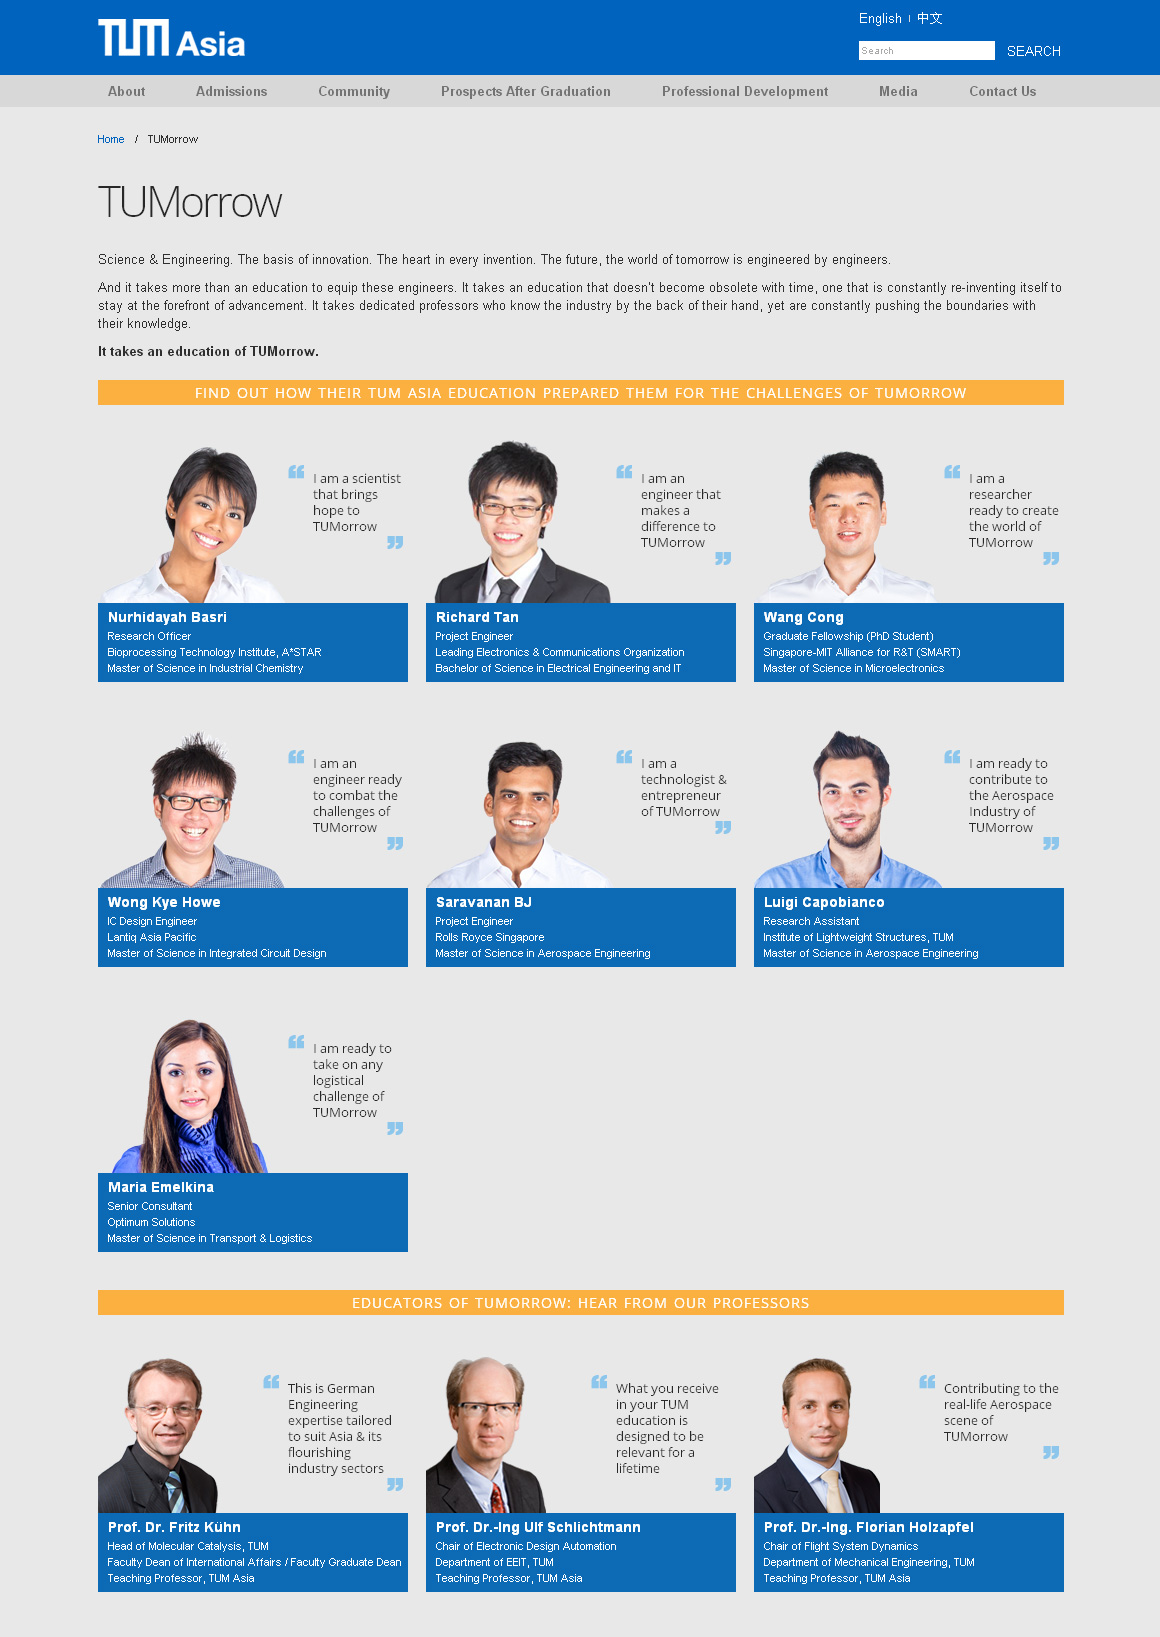 TUM Asia
English | 中文
Search SEARCH
About Admissions Community Prospects After Graduation Professional Development Media Contact Us
Home / TUMorrow
TUMorrow
Science & Engineering. The basis of innovation. The heart in every invention. The future, the world of tomorrow is engineered by engineers.
And it takes more than an education to equip these engineers. It takes an education that doesn't become obsolete with time, one that is constantly re-inventing itself to
stay at the forefront of advancement. It takes dedicated professors who know the industry by the back of their hand, yet are constantly pushing the boundaries with
their knowledge.
It takes an education of TUMorrow.
FIND OUT HOW THEIR TUM ASIA EDUCATION PREPARED THEM FOR THE CHALLENGES OF TUMORROW
“ I am a scientist
that brings
hope to
TUMorrow ”
Nurhidayah Basri
Research Officer
Bioprocessing Technology Institute, A*STAR
Master of Science in Industrial Chemistry
“ I am an
engineer that
makes a
difference to
TUMorrow ”
Richard Tan
Project Engineer
Leading Electronics & Communications Organization
Bachelor of Science in Electrical Engineering and IT
“ I am a
researcher
ready to create
the world of
TUMorrow ”
Wang Cong
Graduate Fellowship (PhD Student)
Singapore-MIT Alliance for R&T (SMART)
Master of Science in Microelectronics
“ I am an
engineer ready
to combat the
challenges of
TUMorrow ”
Wong Kye Howe
IC Design Engineer
Lantiq Asia Pacific
Master of Science in Integrated Circuit Design
“ I am a
technologist &
entrepreneur
of TUMorrow ”
Saravanan BJ
Project Engineer
Rolls Royce Singapore
Master of Science in Aerospace Engineering
“ I am ready to
contribute to
the Aerospace
Industry of
TUMorrow ”
Luigi Capobianco
Research Assistant
Institute of Lightweight Structures, TUM
Master of Science in Aerospace Engineering
“ I am ready to
take on any
logistical
challenge of
TUMorrow ”
Maria Emelkina
Senior Consultant
Optimum Solutions
Master of Science in Transport & Logistics
EDUCATORS OF TUMORROW: HEAR FROM OUR PROFESSORS
“ This is German
Engineering
expertise tailored
to suit Asia & its
flourishing
industry sectors ”
Prof. Dr. Fritz Kühn
Head of Molecular Catalysis, TUM
Faculty Dean of International Affairs / Faculty Graduate Dean
Teaching Professor, TUM Asia
“ What you receive
in your TUM
education is
designed to be
relevant for a
lifetime ”
Prof. Dr.-Ing Ulf Schlichtmann
Chair of Electronic Design Automation
Department of EEIT, TUM
Teaching Professor, TUM Asia
“ Contributing to the
real-life Aerospace
scene of
TUMorrow ”
Prof. Dr.-Ing. Florian Holzapfel
Chair of Flight System Dynamics
Department of Mechanical Engineering, TUM
Teaching Professor, TUM Asia